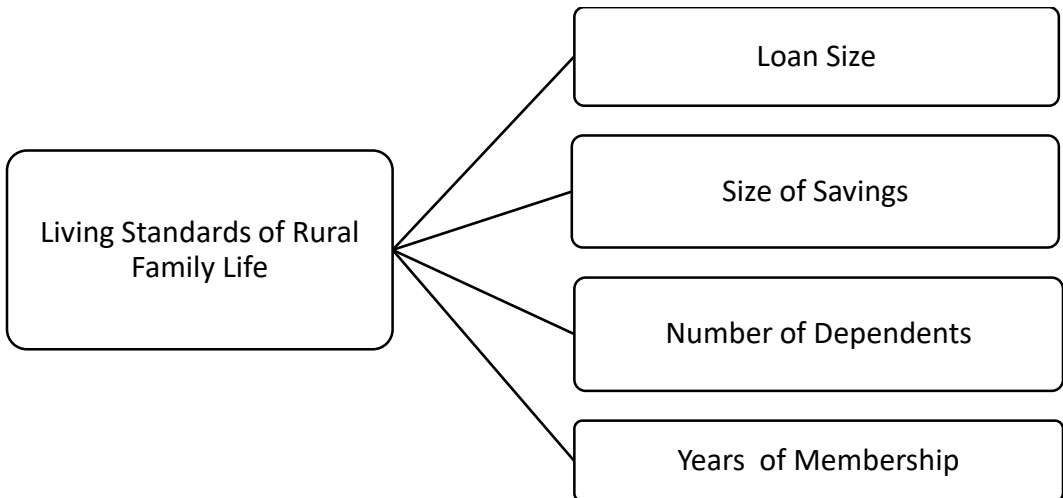 Loan Size
Size of Savings
Living Standards of Rural
Family Life
Number of Dependents
Years  of Membership